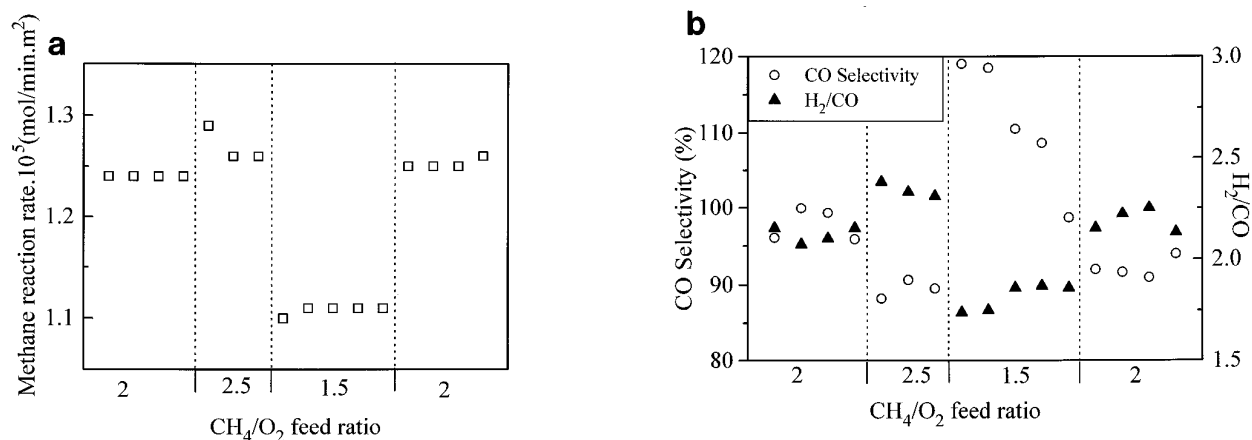 a
Methane reaction rate.10⁵(mol/min.m²)
1.3
1.2
1.1
2
2.5
1.5
2
CH₄/O₂ feed ratio
b
CO Selectivity (%)
120
110
100
90
80
CO Selectivity
H₂/CO
3.0
2.5
2.0
1.5
H₂/CO
2
2.5
1.5
2
CH₄/O₂ feed ratio